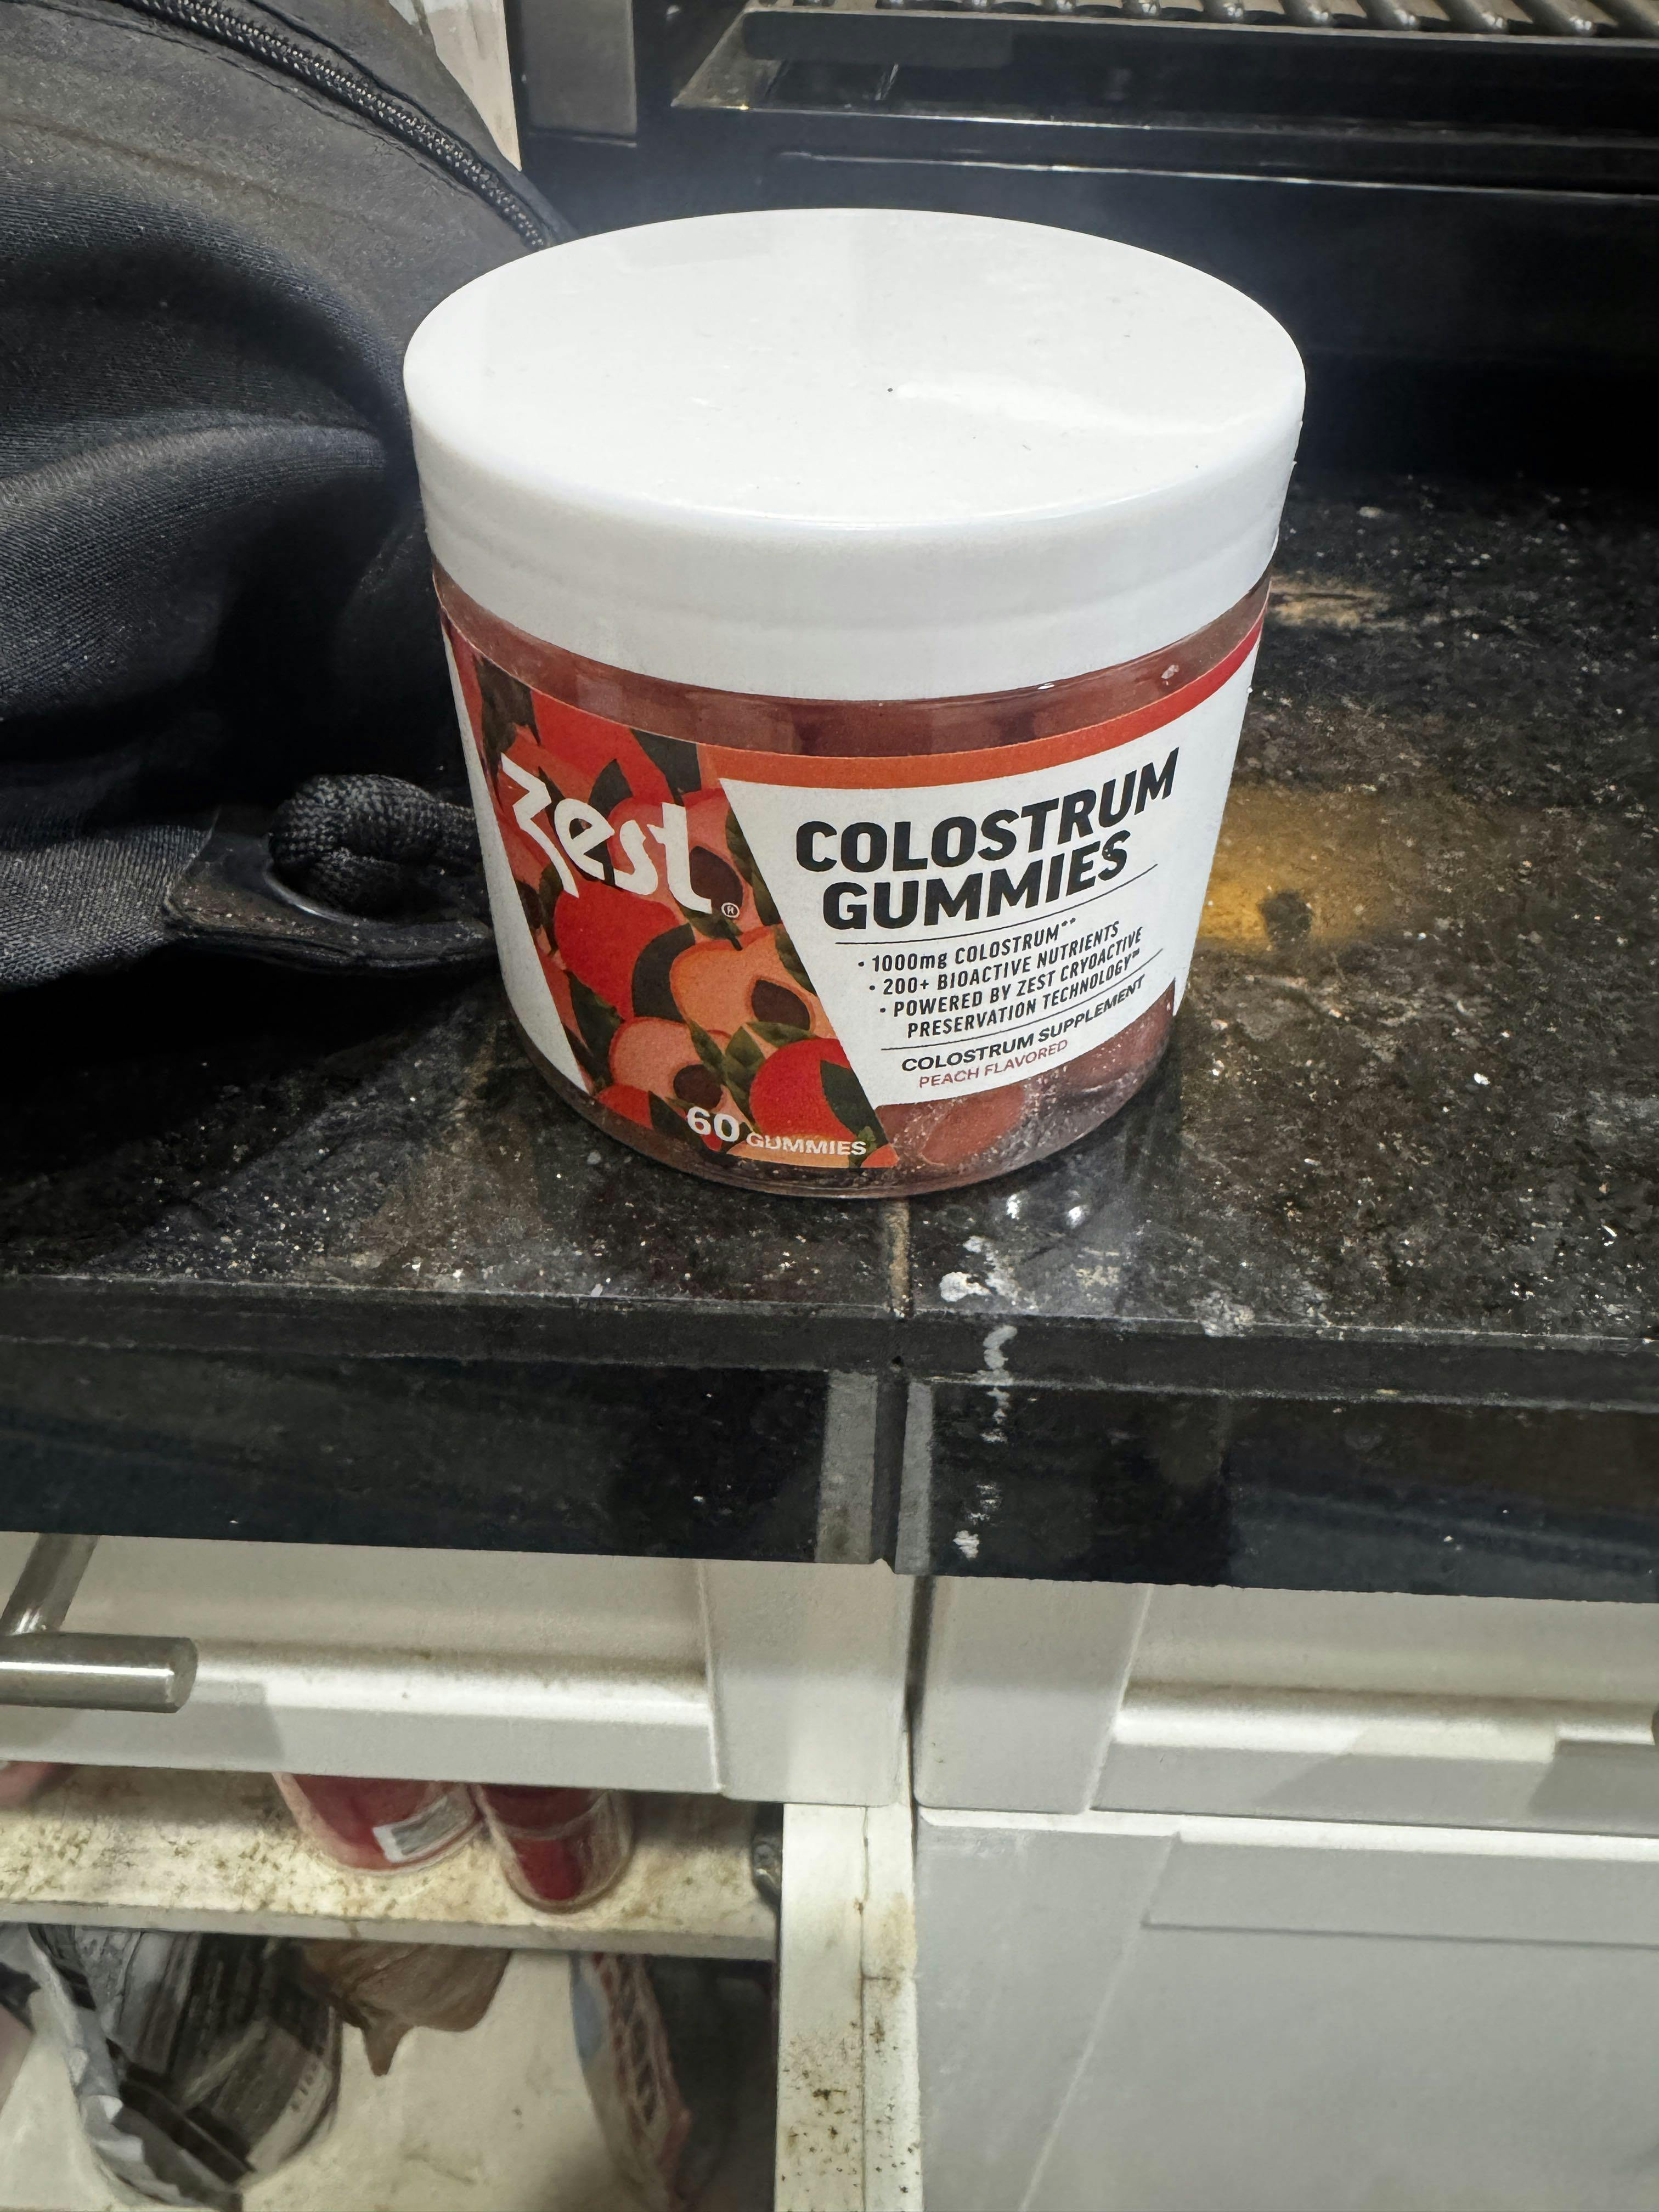 Zest®
COLOSTRUM
GUMMIES
• 1000mg COLOSTRUM**
• 200+ BIOACTIVE NUTRIENTS
• POWERED BY ZEST CRYOACTIVE
PRESERVATION TECHNOLOGY™
COLOSTRUM SUPPLEMENT
PEACH FLAVORED
60 GUMMIES